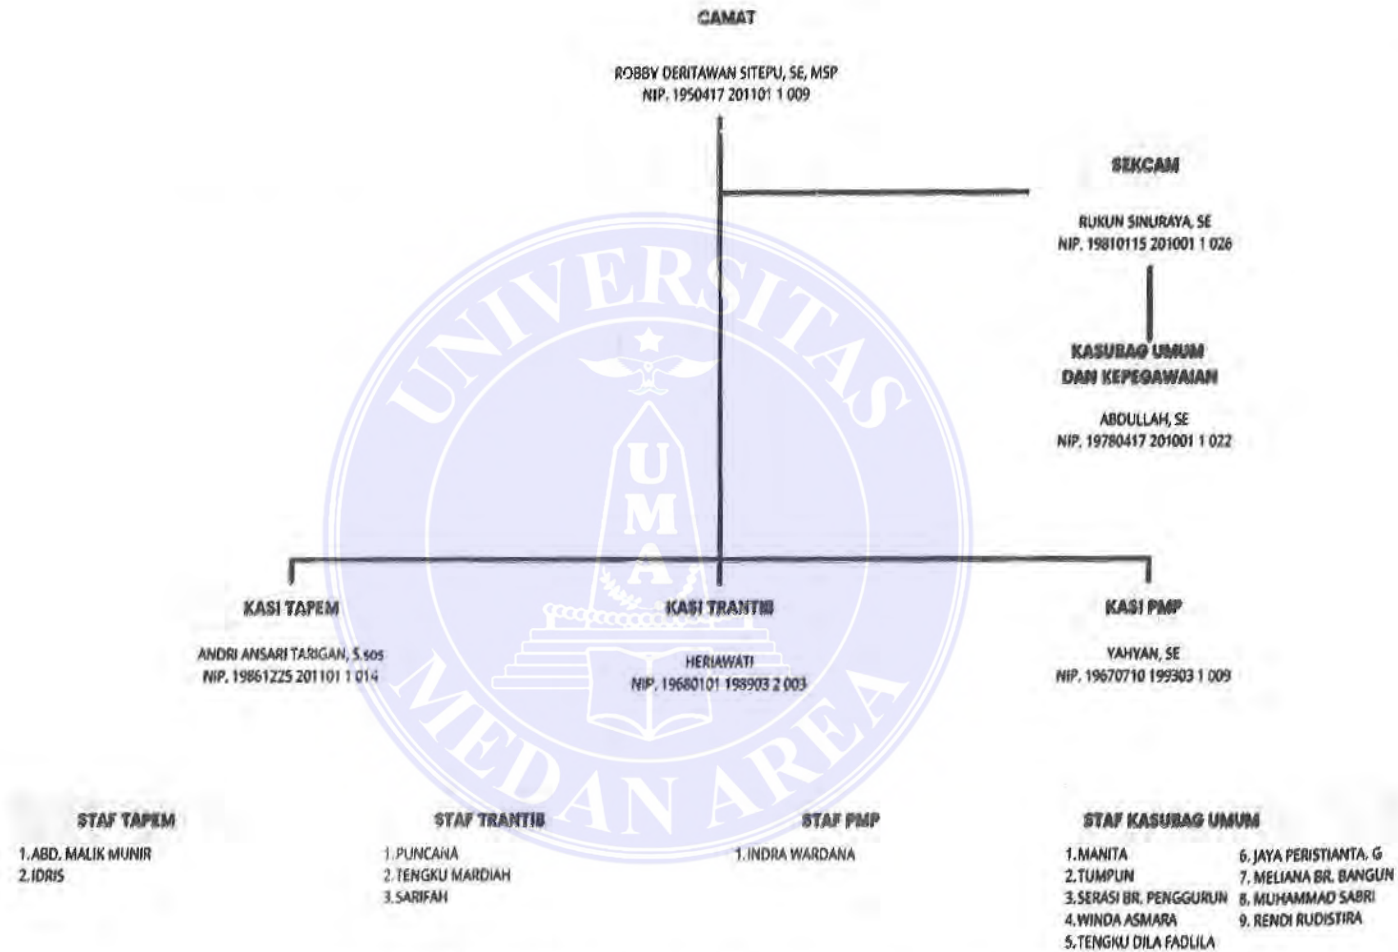 CAMAT
ROBBY DERITAWAN SITEPU, SE, MSP
NIP. 1950417 201101 1 009
SEKCAM
RUKUN SINURAYA, SE
NIP. 19810115 201001 1 026
KASUBAG UMUM
DAN KEPEGAWAIAN
ABDULLAH, SE
NIP. 19780417 201001 1 022
UNIVERSITAS
UMA
MEDAN AREA
KASI TAPEM
ANDRI ANSARI TARIGAN, S.sos
NIP. 19861225 201101 1 014
KASI TRANTIB
HERIAWATI
NIP. 19680101 198903 2 003
KASI PMP
YAHYAN, SE
NIP. 19670710 199303 1 009
STAF TAPEM
1.ABD. MALIK MUNIR
2.IDRIS
STAF TRANTIB
1.PUNCANA
2.TENGKU MARDIAH
3.SARIFAH
STAF PMP
1.INDRA WARDANA
STAF KASUBAG UMUM
1.MANITA
2.TUMPUN
3.SERASI BR. PENGGURUN
4.WINDA ASMARA
5.TENGKU DILA FADLILA
6. JAYA PERISTIANTA. G
7. MELIANA BR. BANGUN
8. MUHAMMAD SABRI
9. RENDI RUDISTIRA